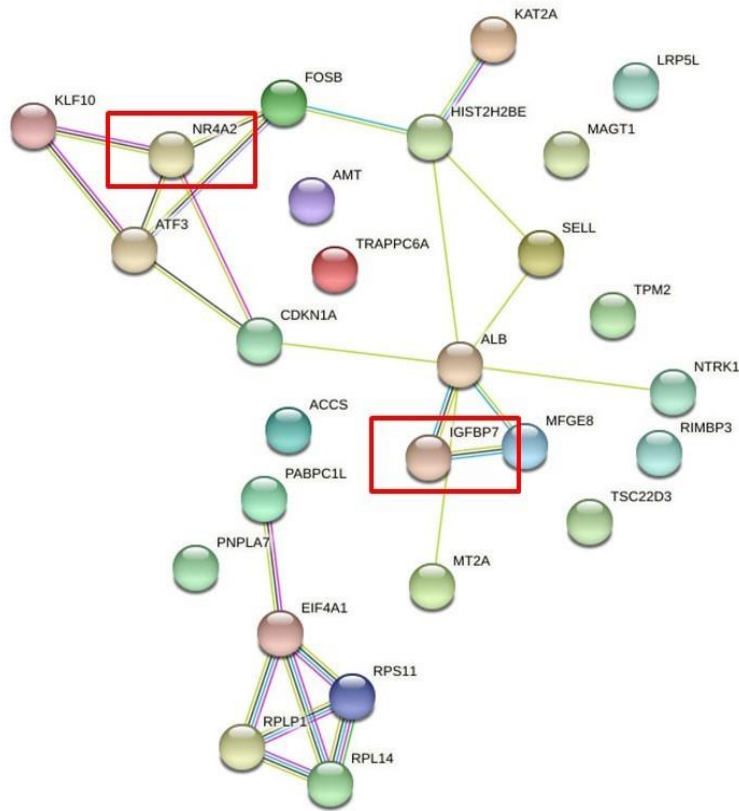 KAT2A
LRP5L
FOSB
KLF10
NR4A2
HIST2H2BE
MAGT1
AMT
ATF3
SELL
TRAPPC6A
TPM2
CDKN1A
ALB
NTRK1
ACCS
IGFBP7
MFGE8
RIMBP3
PABPC1L
TSC22D3
PNPLA7
MT2A
EIF4A1
RPS11
RPLP1
RPL14